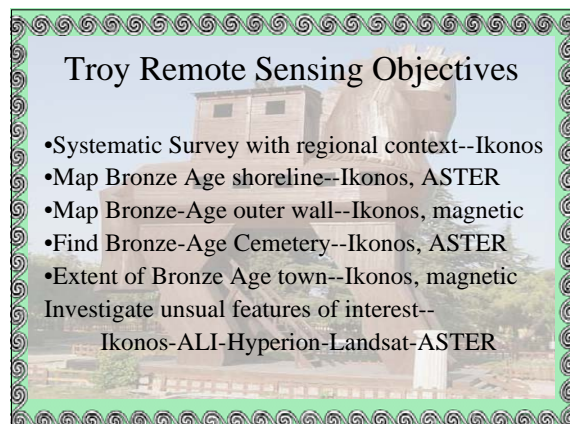 Troy Remote Sensing Objectives
•Systematic Survey with regional context--Ikonos
•Map Bronze Age shoreline--Ikonos, ASTER
•Map Bronze-Age outer wall--Ikonos, magnetic
•Find Bronze-Age Cemetery--Ikonos, ASTER
•Extent of Bronze Age town--Ikonos, magnetic
Investigate unusual features of interest--
Ikonos-ALI-Hyperion-Landsat-ASTER